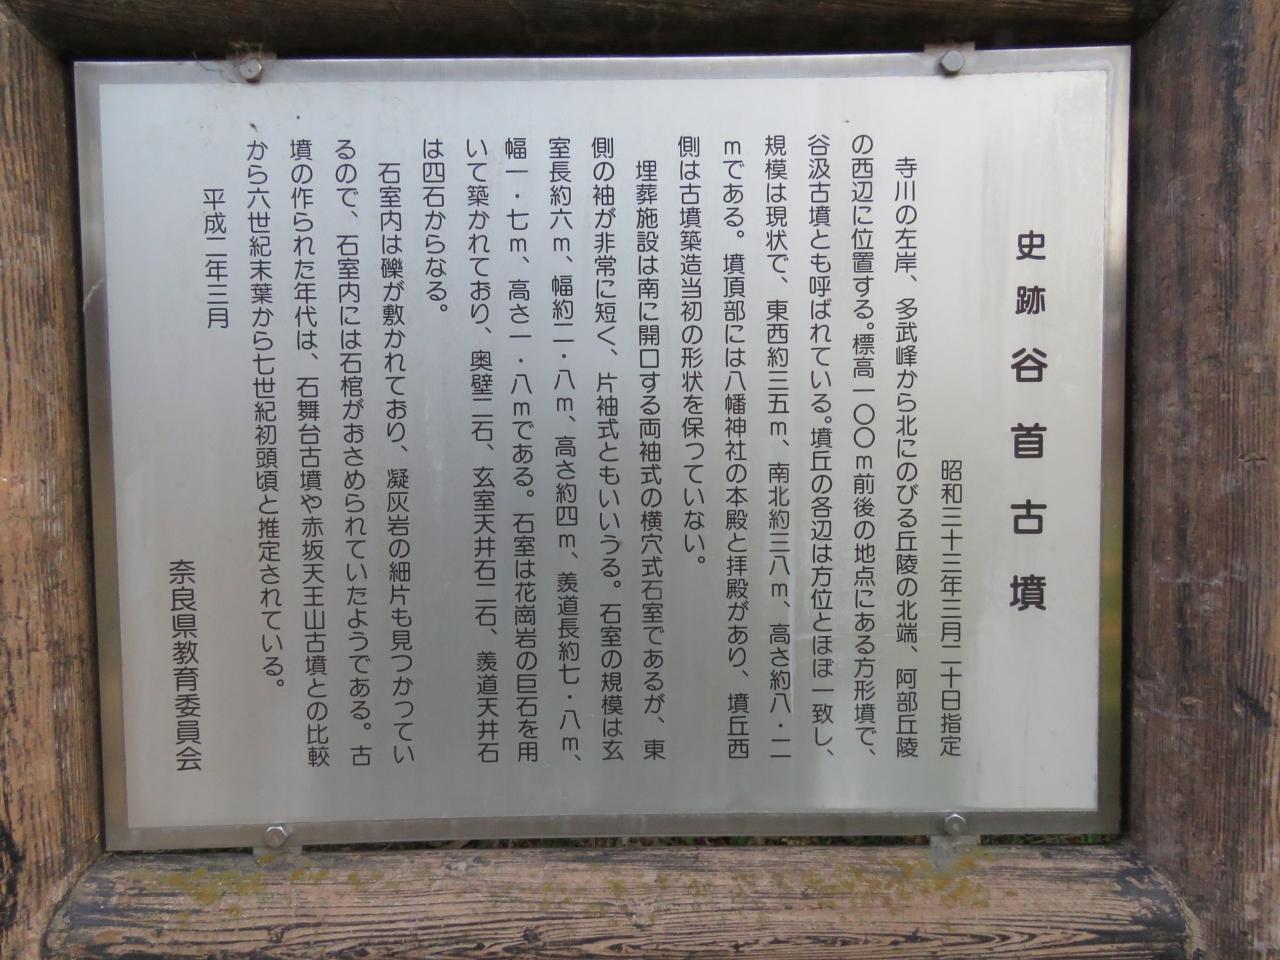 史跡谷首古墳
昭和三十三年三月二十日指定
寺川の左岸、多武峰から北にのびる丘陵の北端、阿部丘陵
の西辺に位置する。標高一〇〇m前後の地点にある方形墳で、
谷汲古墳とも呼ばれている。墳丘の各辺は方位とほぼ一致し、
規模は現状で、東西約三五m、南北約三八m、高さ約八・二
mである。墳頂部には八幡神社の本殿と拝殿があり、墳丘西
側は古墳築造当初の形状を保つていない。
埋葬施設は南に開口する両袖式の横穴式石室であるが、東
側の袖が非常に短く、片袖式ともいいうる。石室の規模は玄
室長約六m、幅約二・八m、高さ約四m、羨道長約七・八m、
幅一・七m、高さ一・八mである。石室は花崗岩の巨石を用
いて築かれており、奥壁二石、玄室天井石二石、羨道天井石
は四石からなる。
石室内は礫が敷かれており、凝灰岩の細片も見つかつてい
るので、石室内には石棺がおさめられていたようである。古
墳の作られた年代は、石舞台古墳や赤坂天王山古墳との比較
から六世紀末葉から七世紀初頭頃と推定されている。
平成二年三月
奈良県教育委員会